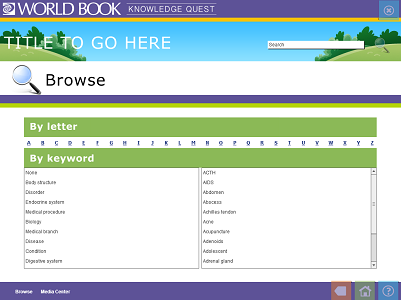 WORLD BOOK KNOWLEDGE QUEST
TITLE TO GO HERE
Search
Browse
By letter
A B C D E F G H I J K L M N O P Q R S T U V W X Y Z
By keyword
None
Body structure
Disorder
Endocrine system
Medical procedure
Biology
Medical branch
Disease
Condition
Digestive system
ACTH
AIDS
Abdomen
Abscess
Achilles tendon
Acne
Acupuncture
Adenoids
Adolescent
Adrenal gland
Browse Media Center
?